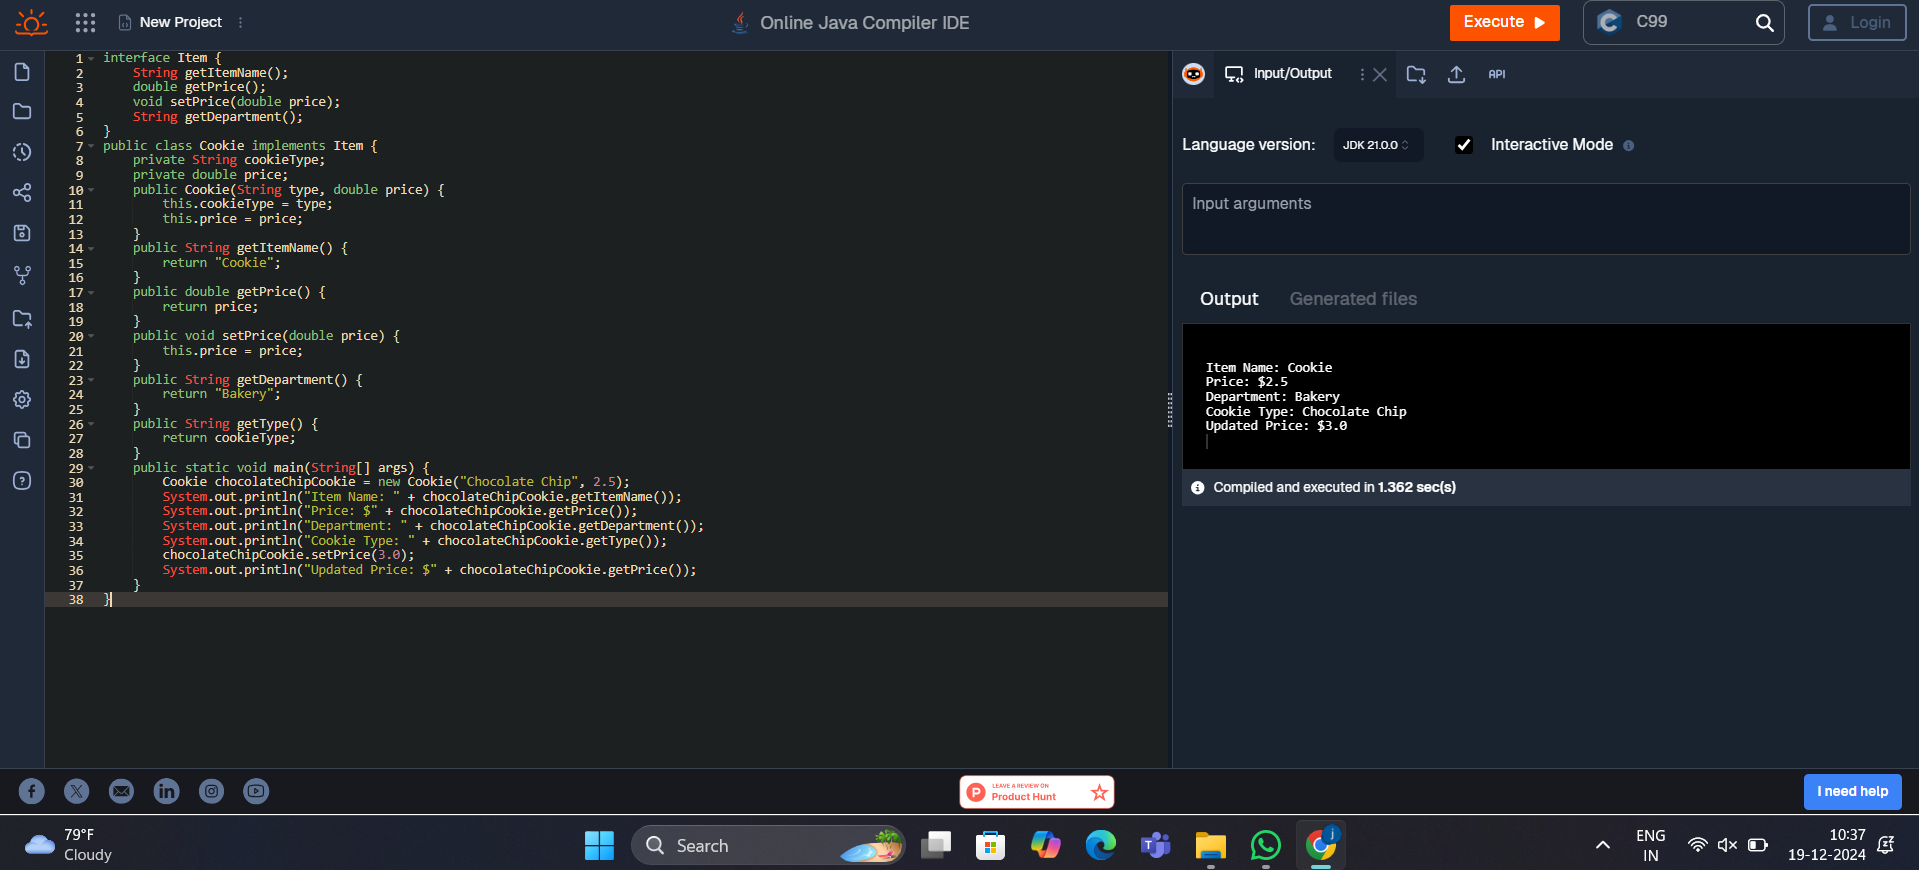 New Project
Online Java Compiler IDE
Execute
C99
Login
1 interface Item {
2     String getItemName();
3     double getPrice();
4     void setPrice(double price);
5     String getDepartment();
6 }
7 public class Cookie implements Item {
8     private String cookieType;
9     private double price;
10     public Cookie(String type, double price) {
11         this.cookieType = type;
12         this.price = price;
13     }
14     public String getItemName() {
15         return "Cookie";
16     }
17     public double getPrice() {
18         return price;
19     }
20     public void setPrice(double price) {
21         this.price = price;
22     }
23     public String getDepartment() {
24         return "Bakery";
25     }
26     public String getType() {
27         return cookieType;
28     }
29     public static void main(String[] args) {
30         Cookie chocolateChipCookie = new Cookie("Chocolate Chip", 2.5);
31         System.out.println("Item Name: " + chocolateChipCookie.getItemName());
32         System.out.println("Price: $" + chocolateChipCookie.getPrice());
33         System.out.println("Department: " + chocolateChipCookie.getDepartment());
34         System.out.println("Cookie Type: " + chocolateChipCookie.getType());
35         chocolateChipCookie.setPrice(3.0);
36         System.out.println("Updated Price: $" + chocolateChipCookie.getPrice());
37     }
38 }
Input/Output
API
Language version:
JDK 21.0.0
Interactive Mode
Input arguments
Output
Generated files
Item Name: Cookie
Price: $2.5
Department: Bakery
Cookie Type: Chocolate Chip
Updated Price: $3.0
Compiled and executed in 1.362 sec(s)
LEAVE A REVIEW ON
Product Hunt
I need help
79°F
Cloudy
Search
j
ENG
IN
10:37
19-12-2024